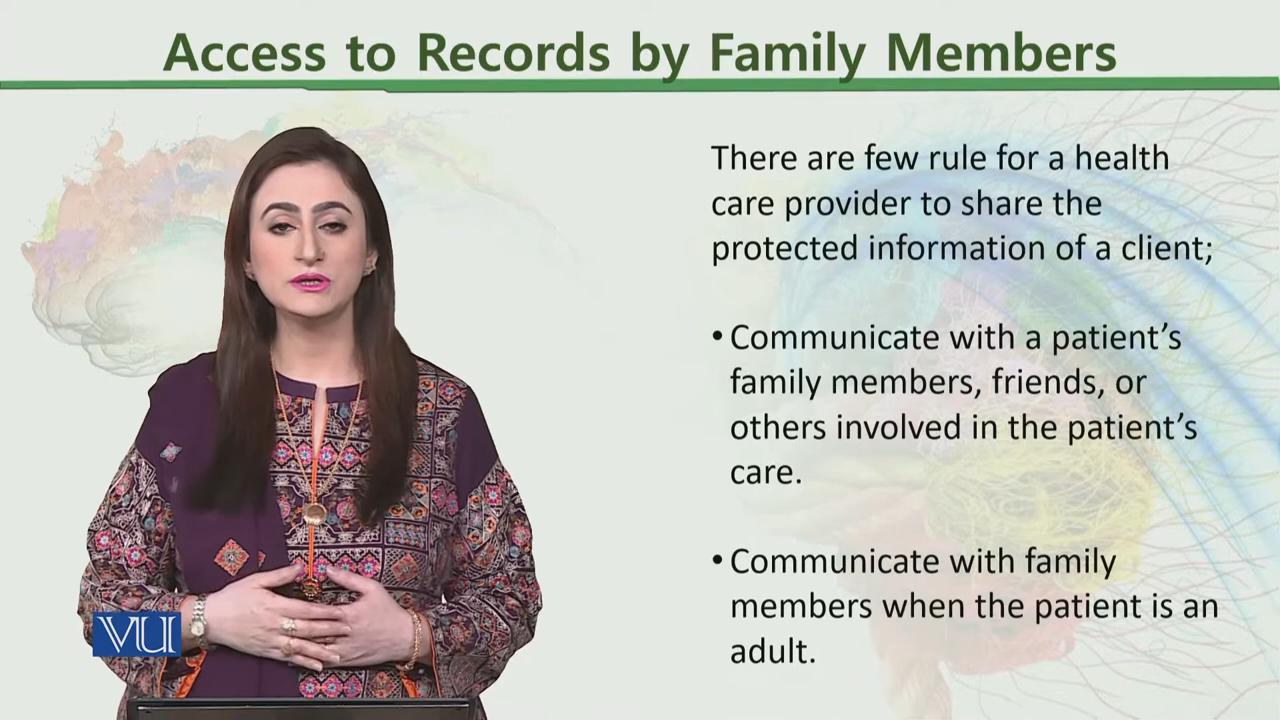 Access to Records by Family Members
There are few rule for a health
care provider to share the
protected information of a client;
• Communicate with a patient's
family members, friends, or
others involved in the patient's
care.
• Communicate with family
members when the patient is an
adult.
VU